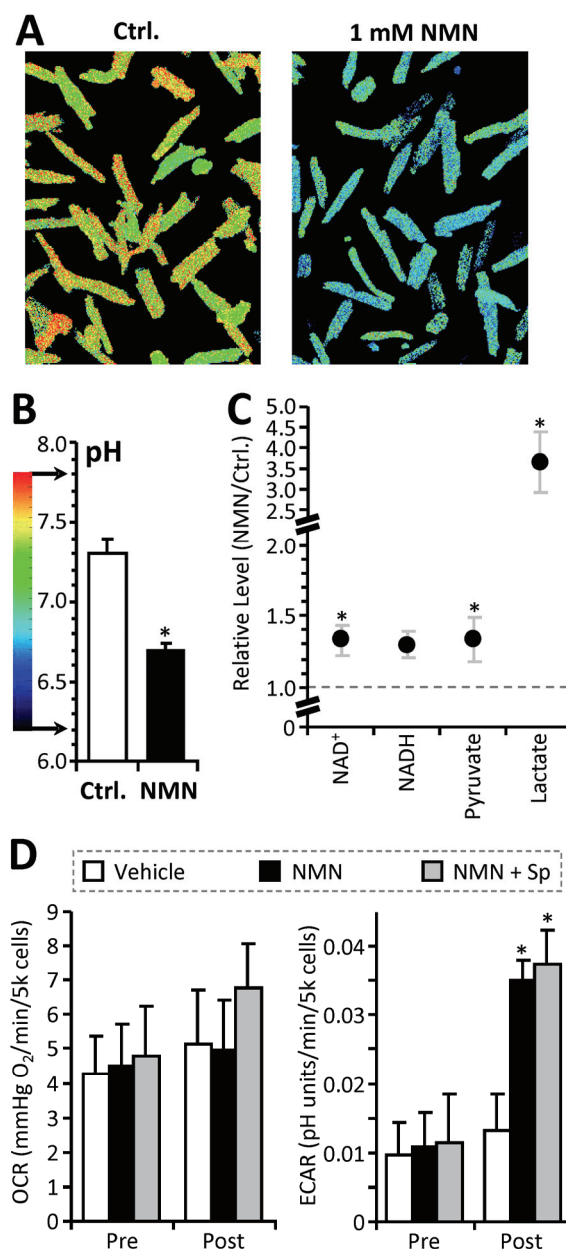 A
Ctrl.
1 mM NMN
B
pH
8.0
7.5
7.0
6.5
6.0
*
Ctrl. NMN
C
Relative Level (NMN/Ctrl.)
5.0
4.5
4.0
3.5
3.0
2.5
2.0
1.5
1.0
0
*
*
*
NAD⁺
NADH
Pyruvate
Lactate
D
Vehicle NMN NMN + Sp
OCR (mmHg O₂/min/5k cells)
9
8
7
6
5
4
3
2
1
0
Pre Post
ECAR (pH units/min/5k cells)
0.04
0.03
0.02
0.01
0
* *
Pre Post